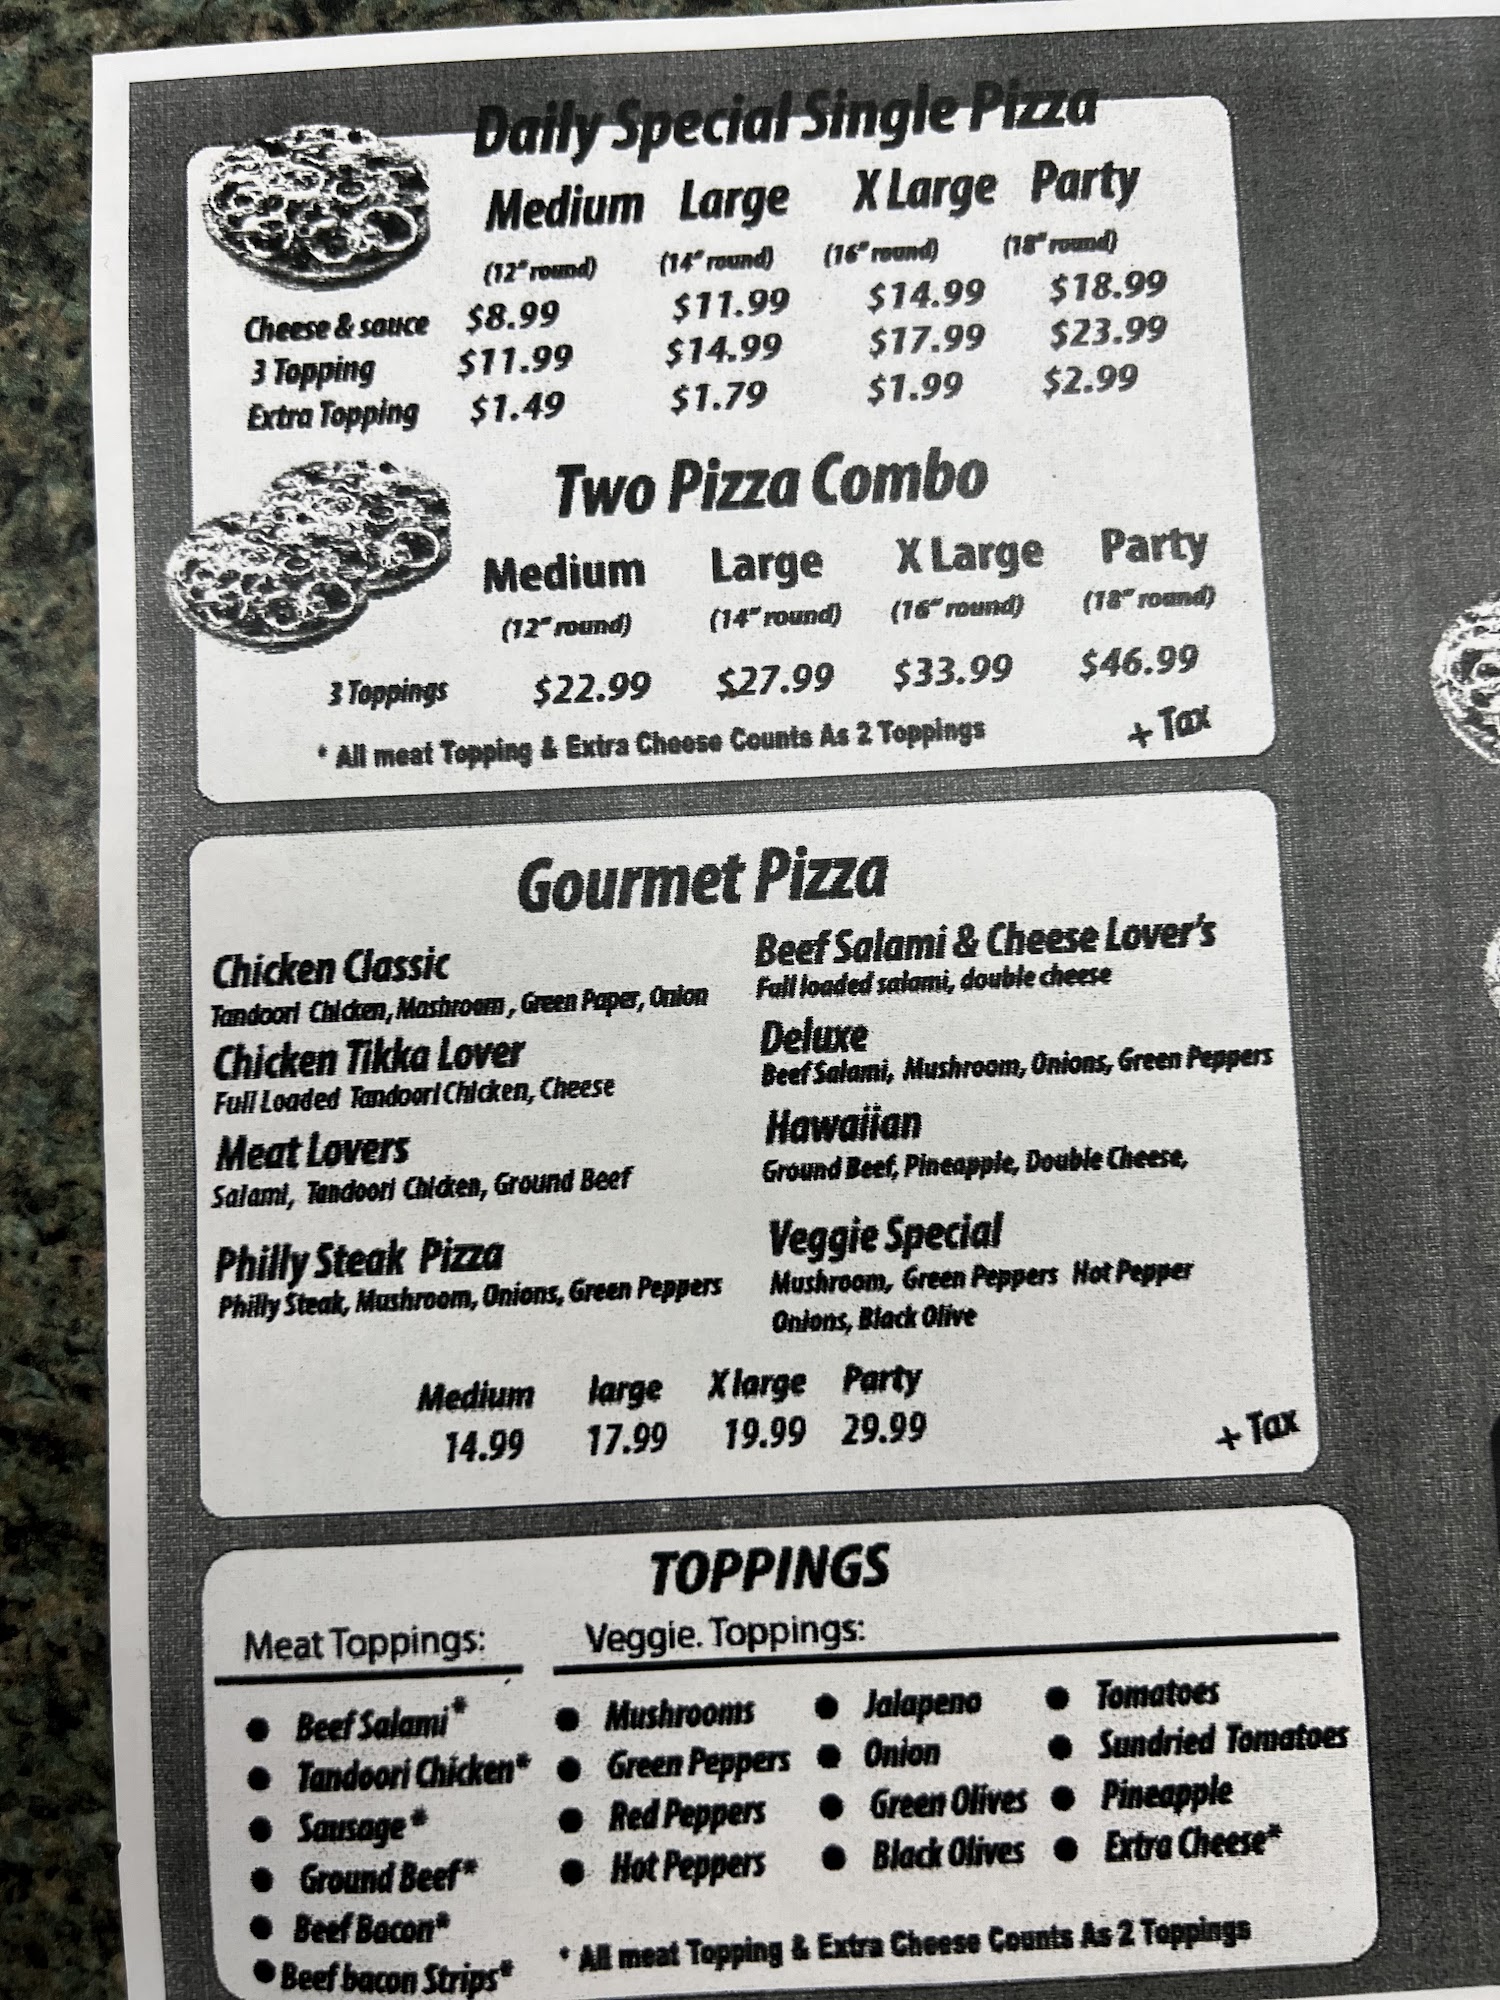 Daily Special Single Pizza
Medium Large X Large Party
(12" round) (14" round) (16" round) (18" round)
Cheese & sauce $8.99 $11.99 $14.99 $18.99
3 Topping $11.99 $14.99 $17.99 $23.99
Extra Topping $1.49 $1.79 $1.99 $2.99
Two Pizza Combo
Medium Large X Large Party
(12" round) (14" round) (16" round) (18" round)
3 Toppings $22.99 $27.99 $33.99 $46.99
* All meat Topping & Extra Cheese Counts As 2 Toppings + Tax
Gourmet Pizza
Chicken Classic
Tandoori Chicken, Mashroom, Green Paper, Onion
Chicken Tikka Lover
Full Loaded Tandoori Chicken, Cheese
Meat Lovers
Salami, Tandoori Chicken, Ground Beef
Philly Steak Pizza
Philly Steak, Mushroom, Onions, Green Peppers
Beef Salami & Cheese Lover's
Full loaded salami, double cheese
Deluxe
Beef Salami, Mushroom, Onions, Green Peppers
Hawaiian
Ground Beef, Pineapple, Double Cheese,
Veggie Special
Mushroom, Green Peppers Hot Pepper
Onions, Black Olive
Medium large X large Party
14.99 17.99 19.99 29.99
+ Tax
TOPPINGS
Meat Toppings:
• Beef Salami*
• Tandoori Chicken*
• Sausage*
• Ground Beef*
• Beef Bacon*
• Beef bacon Strips*
Veggie. Toppings:
• Mushrooms
• Green Peppers
• Red Peppers
• Hot Peppers
• Jalapeno
• Onion
• Green Olives
• Black Olives
• Tomatoes
• Sundried Tomatoes
• Pineapple
• Extra Cheese*
* All meat Topping & Extra Cheese Counts As 2 Toppings